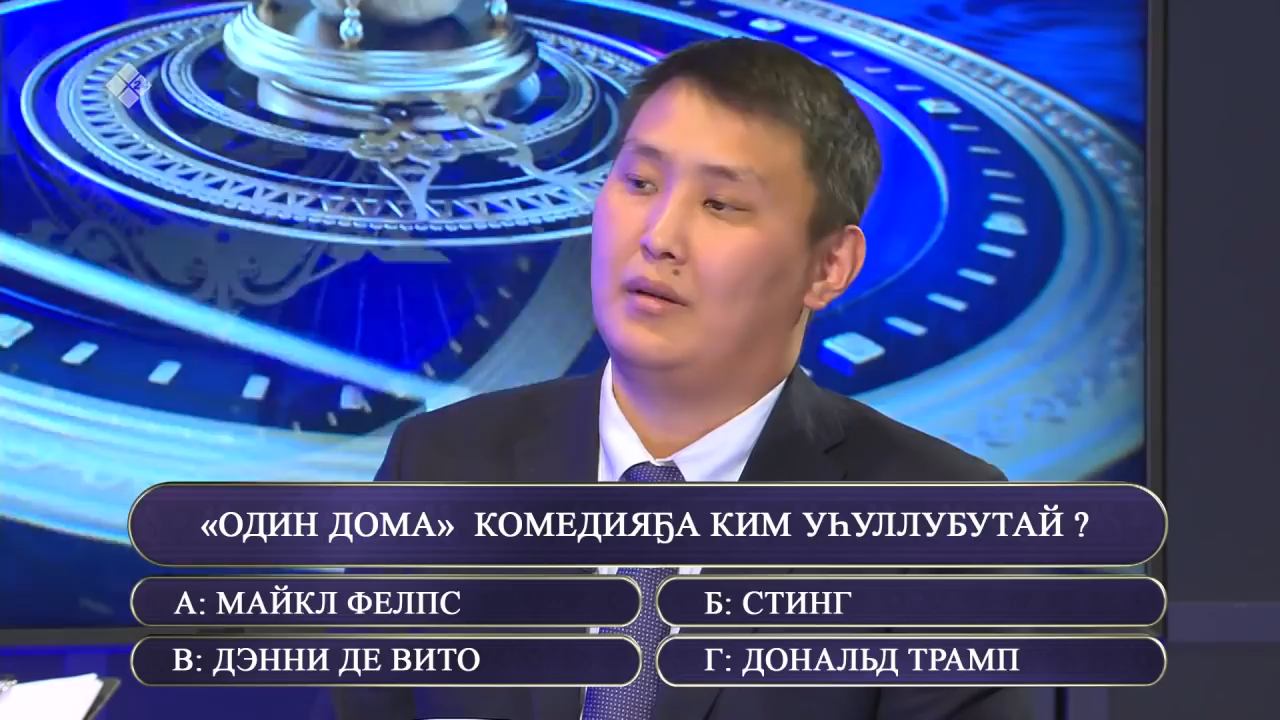 «ОДИН ДОМА» КОМЕДИЯҔА КИМ УҺУЛЛУБУТАЙ ?
А: МАЙКЛ ФЕЛПС
Б: СТИНГ
В: ДЭННИ ДЕ ВИТО
Г: ДОНАЛЬД ТРАМП